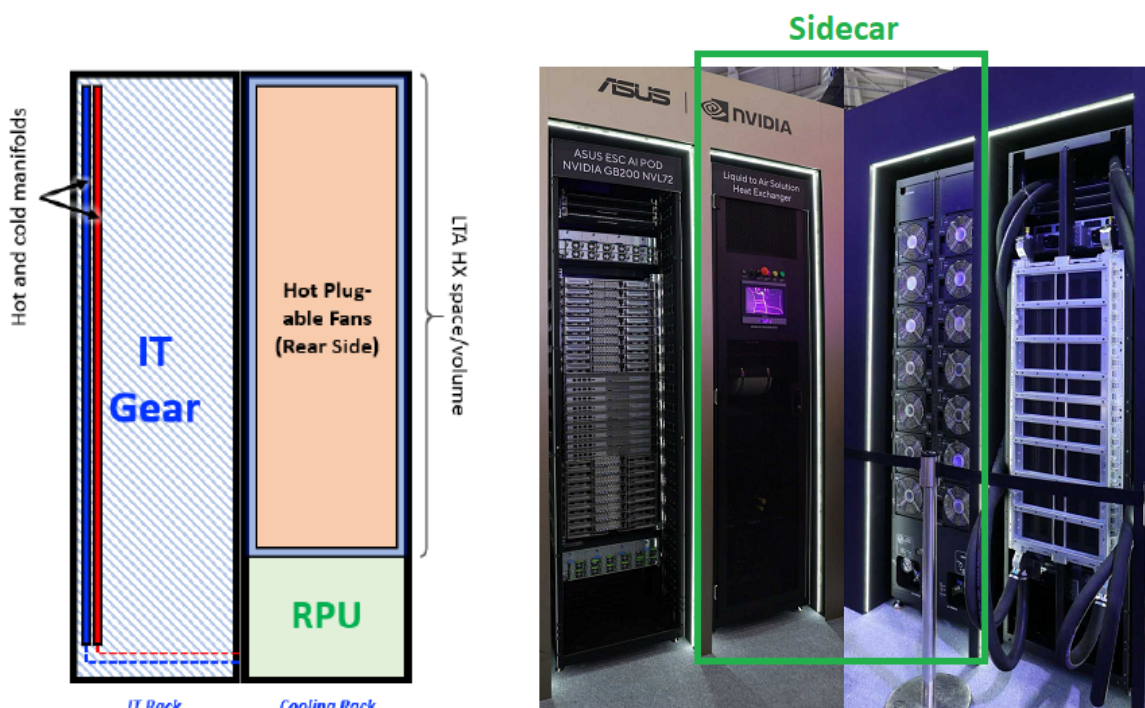 Sidecar
Hot and cold manifolds
IT
Gear
Hot Plug-
able Fans
(Rear Side)
LTA HX space/volume
RPU
IT Rack
Cooling Rack
ASUS
NVIDIA
ASUS ESC AI POD
NVIDIA GB200 NVL72
Liquid to Air Solution
Heat Exchanger